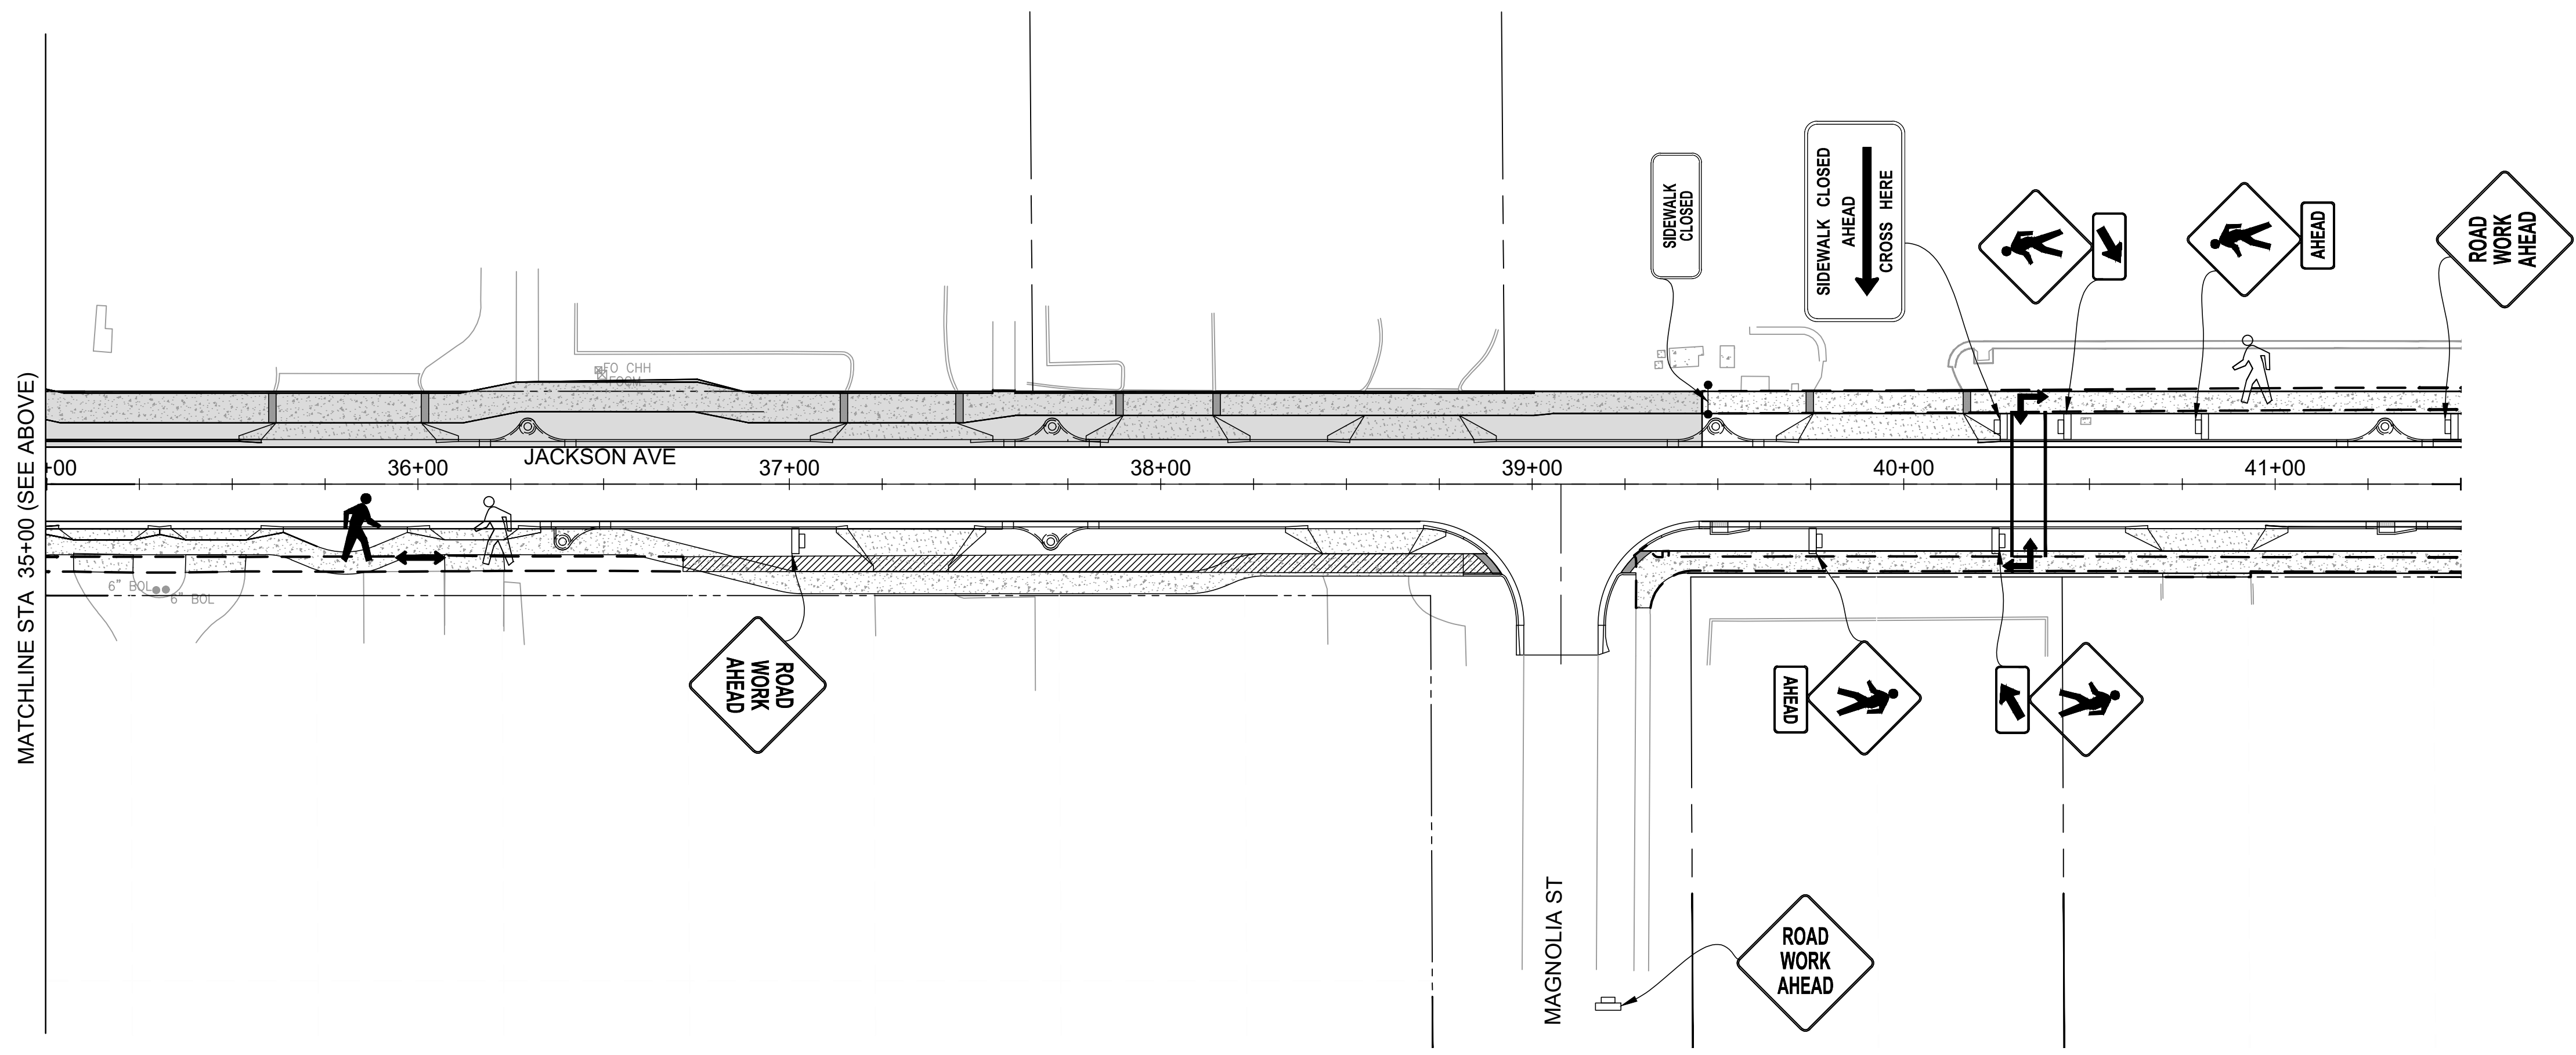 MATCHLINE STA 35+00 (SEE ABOVE)
SIDEWALK
CLOSED
SIDEWALK CLOSED
AHEAD
CROSS HERE
AHEAD
ROAD
WORK
AHEAD
FO CHH
JACKSON AVE
+00
36+00
37+00
38+00
39+00
40+00
41+00
6" BOL
6" BOL
ROAD
WORK
AHEAD
AHEAD
MAGNOLIA ST
ROAD
WORK
AHEAD